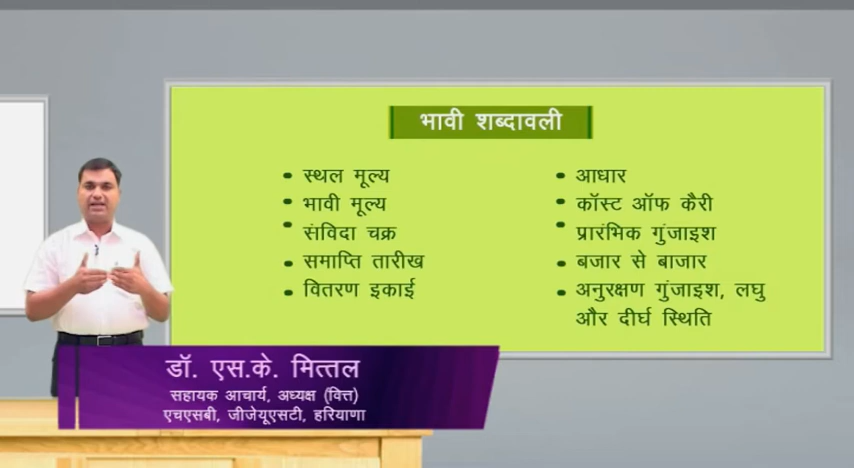 भावी शब्दावली
• स्थल मूल्य
• भावी मूल्य
• संविदा चक्र
• समाप्ति तारीख
• वितरण इकाई
• आधार
• कॉस्ट ऑफ कैरी
• प्रारंभिक गुंजाइश
• बजार से बाजार
• अनुरक्षण गुंजाइश, लघु
और दीर्घ स्थिति
डॉ. एस.के. मित्तल
सहायक आचार्य, अध्यक्ष (वित्त)
एचएसबी, जीजेयूएसटी, हरियाणा